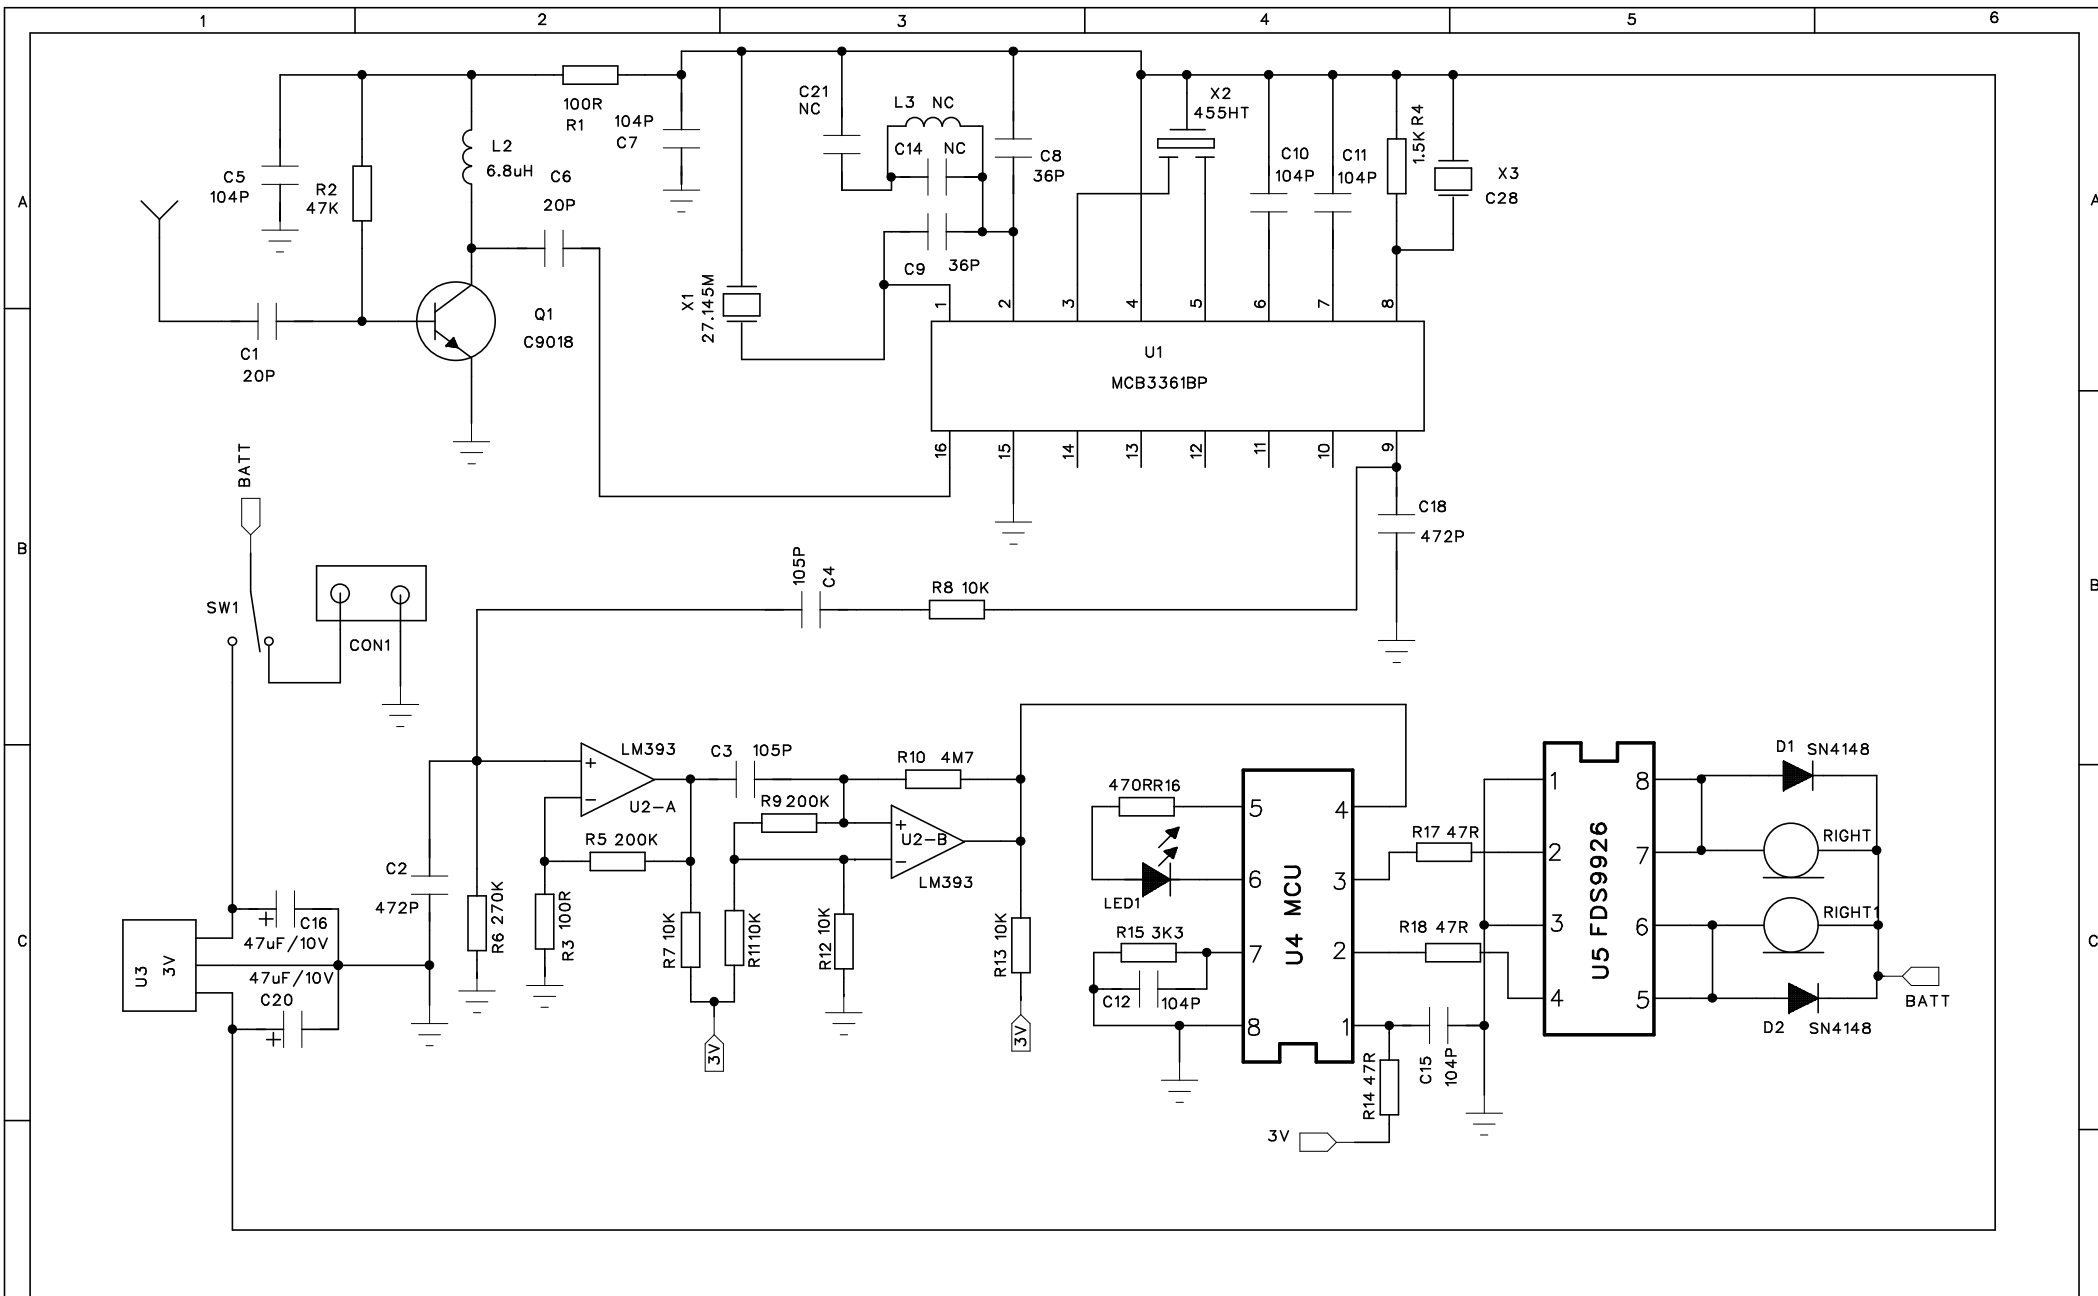 1
2
3
4
5
6
A
A
B
B
C
C
C5
104P
R2
47K
L2
6.8uH
100R
R1
104P
C7
C6
20P
C1
20P
Q1
C9018
X1
27.145M
C21
NC
L3 NC
C14 NC
C9 36P
C8
36P
X2
455HT
C10
104P
C11
104P
1.5K R4
X3
C28
1
2
3
4
5
6
7
8
U1
MCB3361BP
16
15
14
13
12
11
10
9
C18
472P
BATT
SW1
CON1
105P
C4
R8 10K
LM393
+
−
U2-A
C3 105P
R10 4M7
R9 200K
R5 200K
+
U2-B
−
LM393
C2
472P
R6 270K
R3 100R
R7 10K
R11 10K
R12 10K
R13 10K
3V
3V
U3
3V
+ C16
47uF/10V
47uF/10V
C20
+
470R R16
LED1
R15 3K3
C12 104P
5
6
7
8
4
3
2
1
U4 MCU
R17 47R
R18 47R
R14 47R
C15
104P
3V
1
2
3
4
8
7
6
5
U5 FDS9926
D1 SN4148
RIGHT
RIGHT1
D2 SN4148
BATT